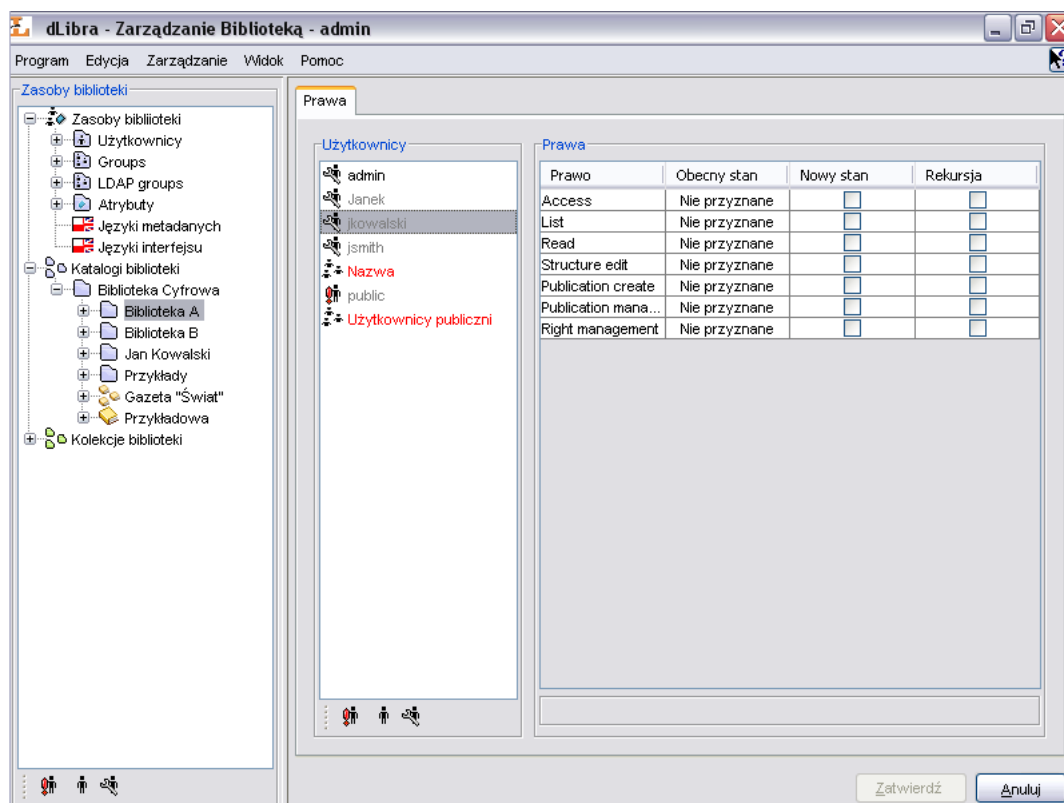 dLibra - Zarządzanie Biblioteką - admin
Program Edycja Zarządzanie Widok Pomoc
Zasoby biblioteki
Zasoby bibliioteki
Użytkownicy
Groups
LDAP groups
Atrybuty
Języki metadanych
Języki interfejsu
Katalogi biblioteki
Biblioteka Cyfrowa
Biblioteka A
Biblioteka B
Jan Kowalski
Przykłady
Gazeta "Świat"
Przykładowa
Kolekcje biblioteki
Prawa
Użytkownicy
admin
Janek
jkowalski
jsmith
Nazwa
public
Użytkownicy publiczni
Prawa
Prawo Obecny stan Nowy stan Rekursja
Access Nie przyznane
List Nie przyznane
Read Nie przyznane
Structure edit Nie przyznane
Publication create Nie przyznane
Publication mana... Nie przyznane
Right management Nie przyznane
Zatwierdź Anuluj